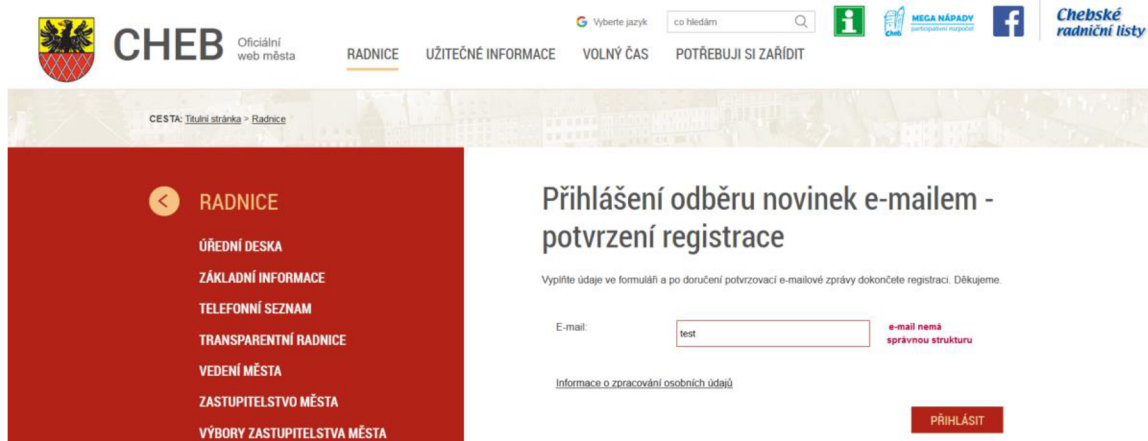 CHEB
Oficiální
web města
Vyberte jazyk
co hledám
MEGA NÁPADY
participativní rozpočet
Cheb
Chebské
radniční listy
RADNICE
UŽITEČNÉ INFORMACE
VOLNÝ ČAS
POTŘEBUJI SI ZAŘÍDIT
CESTA: Titulní stránka > Radnice
RADNICE
ÚŘEDNÍ DESKA
ZÁKLADNÍ INFORMACE
TELEFONNÍ SEZNAM
TRANSPARENTNÍ RADNICE
VEDENÍ MĚSTA
ZASTUPITELSTVO MĚSTA
VÝBORY ZASTUPITELSTVA MĚSTA
Přihlášení odběru novinek e-mailem -
potvrzení registrace
Vyplňte údaje ve formuláři a po doručení potvrzovací e-mailové zprávy dokončete registraci. Děkujeme.
E-mail:
test
e-mail nemá
správnou strukturu
Informace o zpracování osobních údajů
PŘIHLÁSIT